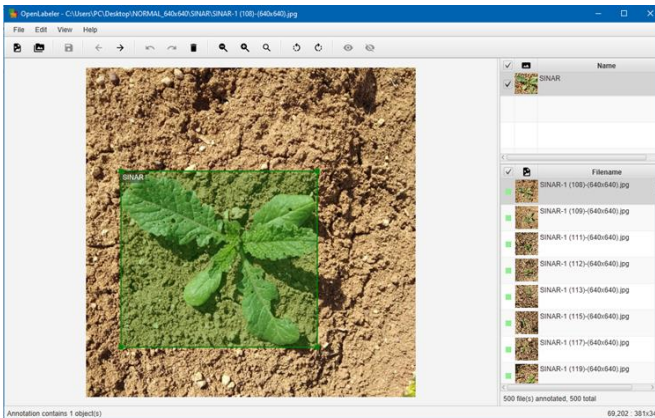 OpenLabeler - C:\Users\PC\Desktop\NORMAL_640x640\SINAR\SINAR-1 (108)-(640x640).jpg
File Edit View Help
Name
SINAR
SINAR
Filename
SINAR-1 (108)-(640x640).jpg
SINAR-1 (109)-(640x640).jpg
SINAR-1 (111)-(640x640).jpg
SINAR-1 (112)-(640x640).jpg
SINAR-1 (113)-(640x640).jpg
SINAR-1 (115)-(640x640).jpg
SINAR-1 (117)-(640x640).jpg
SINAR-1 (119)-(640x640).jpg
500 file(s) annotated, 500 total
Annotation contains 1 object(s)
69,202 : 381x34